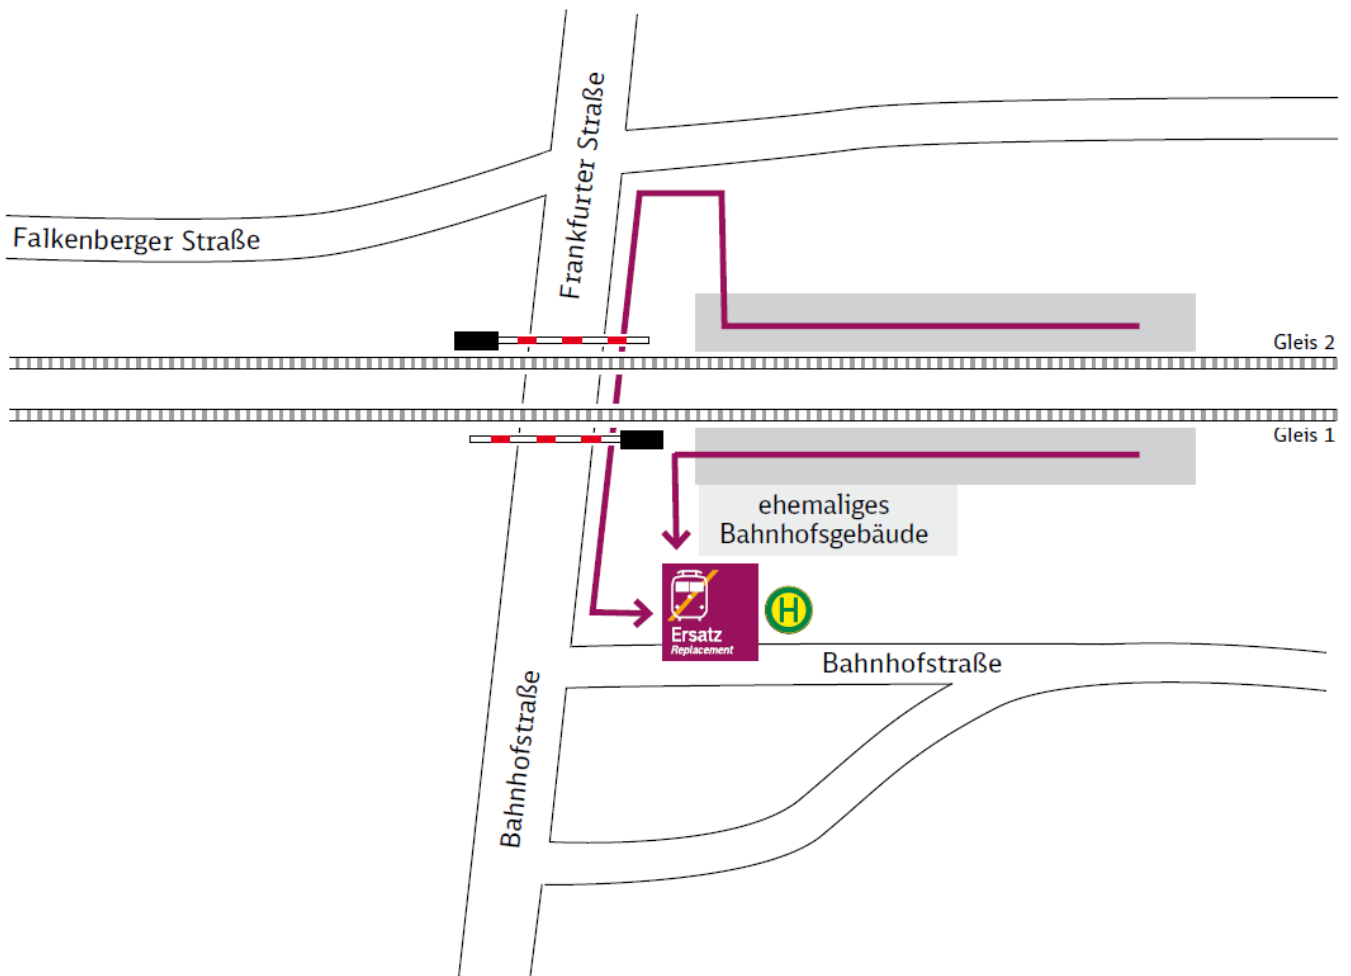 Frankfurter Straße
Falkenberger Straße
Gleis 2
Gleis 1
ehemaliges
Bahnhofsgebäude
H
Ersatz
Replacement
Bahnhofstraße
Bahnhofstraße